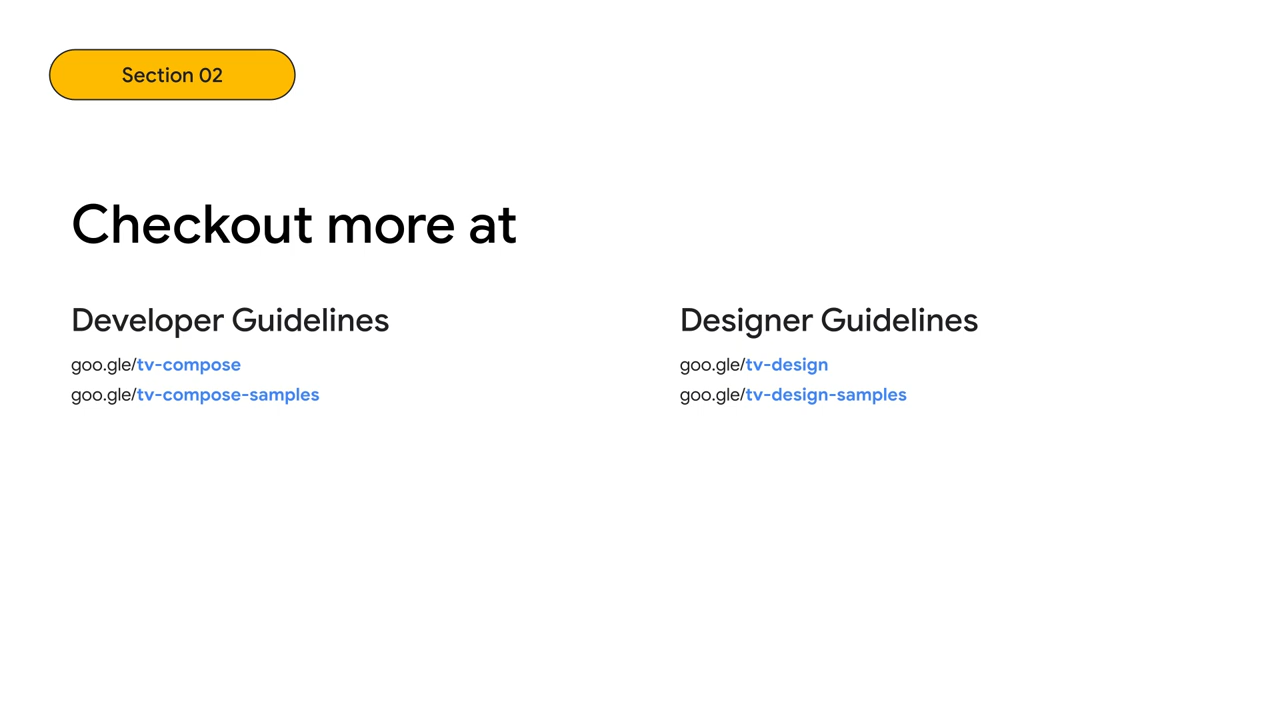 Section 02
Checkout more at
Developer Guidelines
goo.gle/tv-compose
goo.gle/tv-compose-samples
Designer Guidelines
goo.gle/tv-design
goo.gle/tv-design-samples